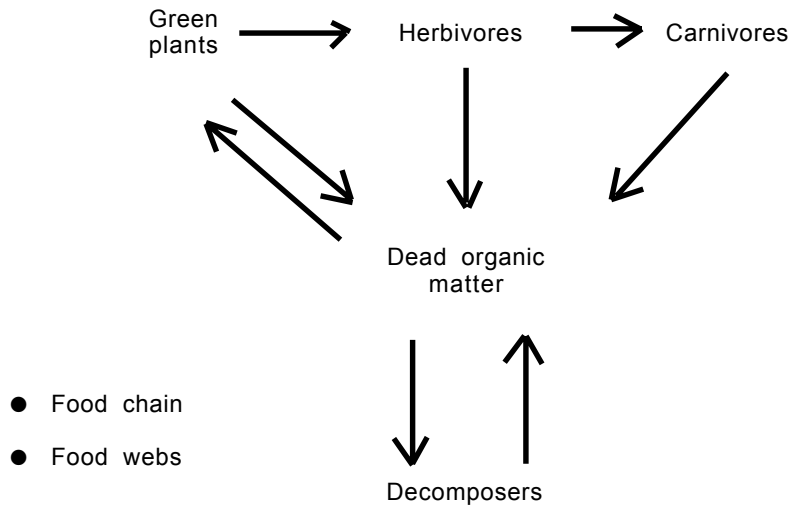 Green
plants
Herbivores
Carnivores
Dead organic
matter
● Food chain
● Food webs
Decomposers